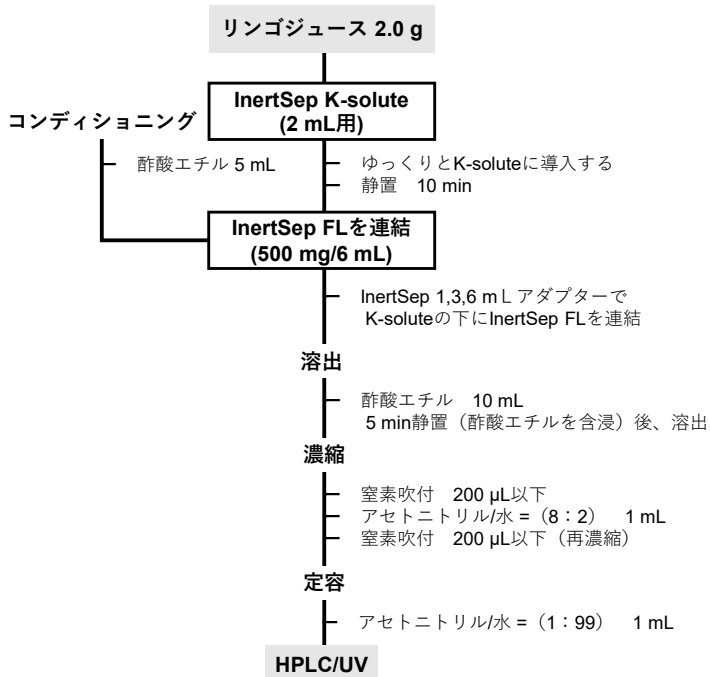 リンゴジュース 2.0 g
InertSep K-solute
(2 mL用)
コンディショニング
酢酸エチル 5 mL
ゆっくりとK-soluteに導入する
静置　10 min
InertSep FLを連結
(500 mg/6 mL)
InertSep 1,3,6 mＬアダプターで
K-soluteの下にInertSep FLを連結
溶出
酢酸エチル　10 mL
5 min静置（酢酸エチルを含浸）後、溶出
濃縮
窒素吹付　200 µL以下
アセトニトリル/水 =（8：2）　1 mL
窒素吹付　200 µL以下（再濃縮）
定容
アセトニトリル/水 =（1：99）　1 mL
HPLC/UV